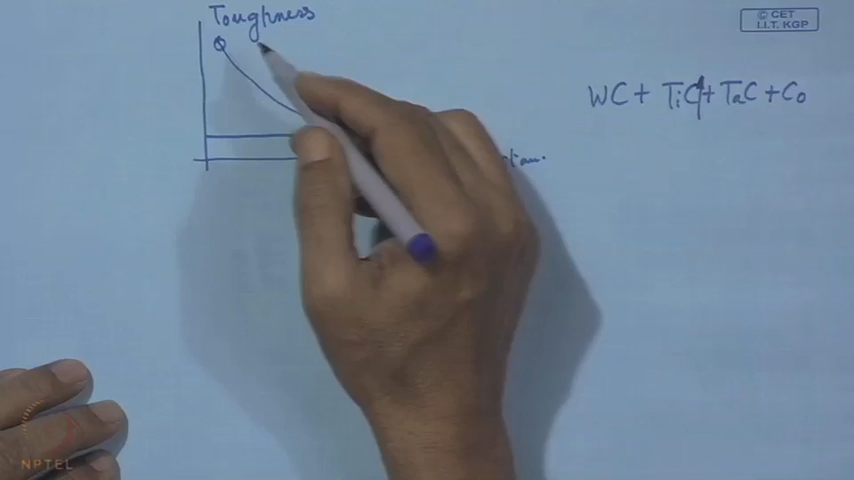 Toughness
© CET
I.I.T. KGP
WC + TiC + TaC + Co
NPTEL